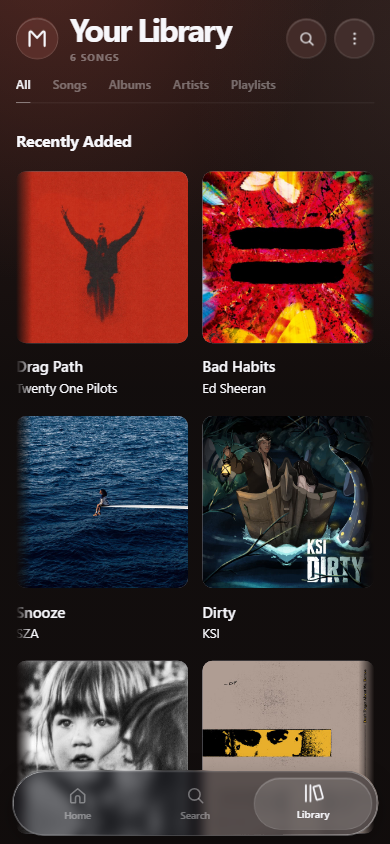 M
Your Library
6 SONGS
All Songs Albums Artists Playlists
Recently Added
Drag Path
Twenty One Pilots
Bad Habits
Ed Sheeran
KSI
DIRTY
Snooze
SZA
Dirty
KSI
Home Search Library